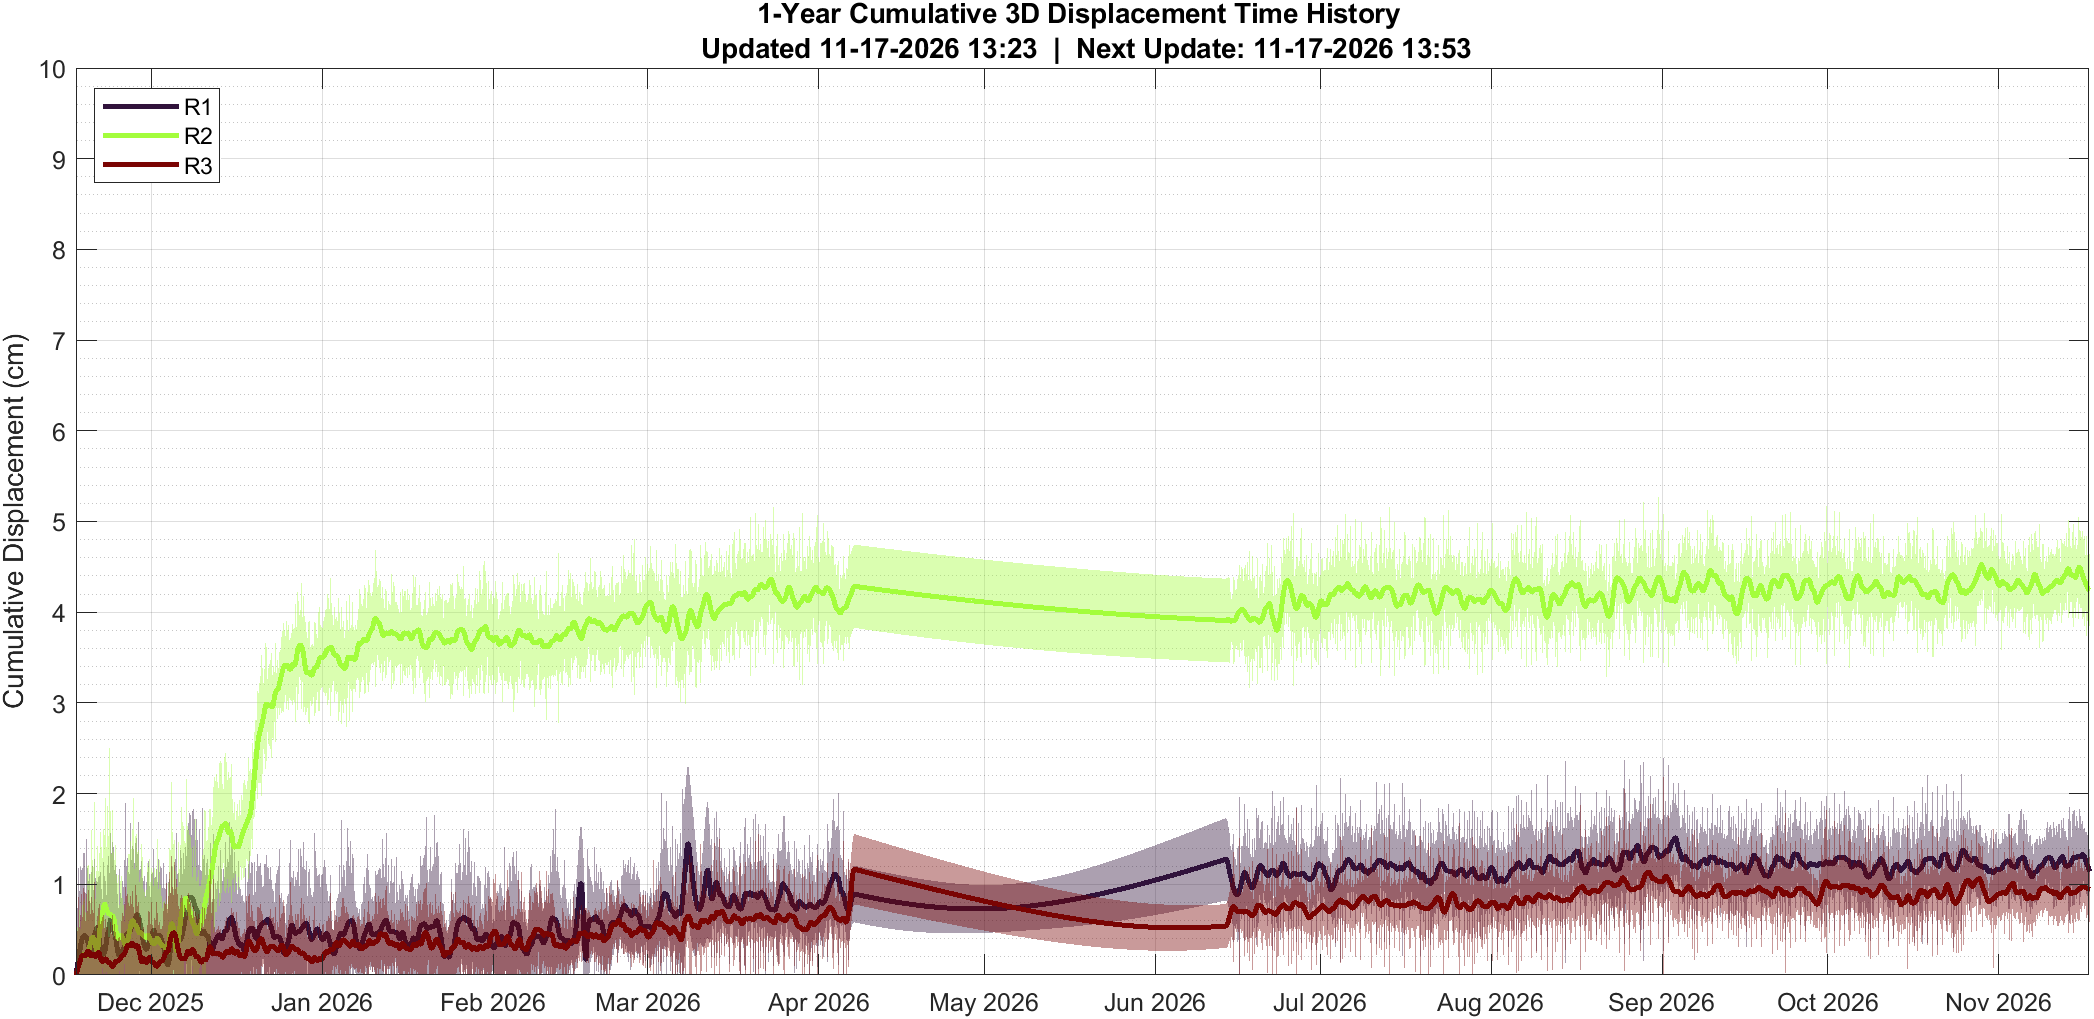 1-Year Cumulative 3D Displacement Time History
Updated 11-17-2026 13:23 | Next Update: 11-17-2026 13:53
Cumulative Displacement (cm)
10
9
8
7
6
5
4
3
2
1
0
R1
R2
R3
Dec 2025
Jan 2026
Feb 2026
Mar 2026
Apr 2026
May 2026
Jun 2026
Jul 2026
Aug 2026
Sep 2026
Oct 2026
Nov 2026